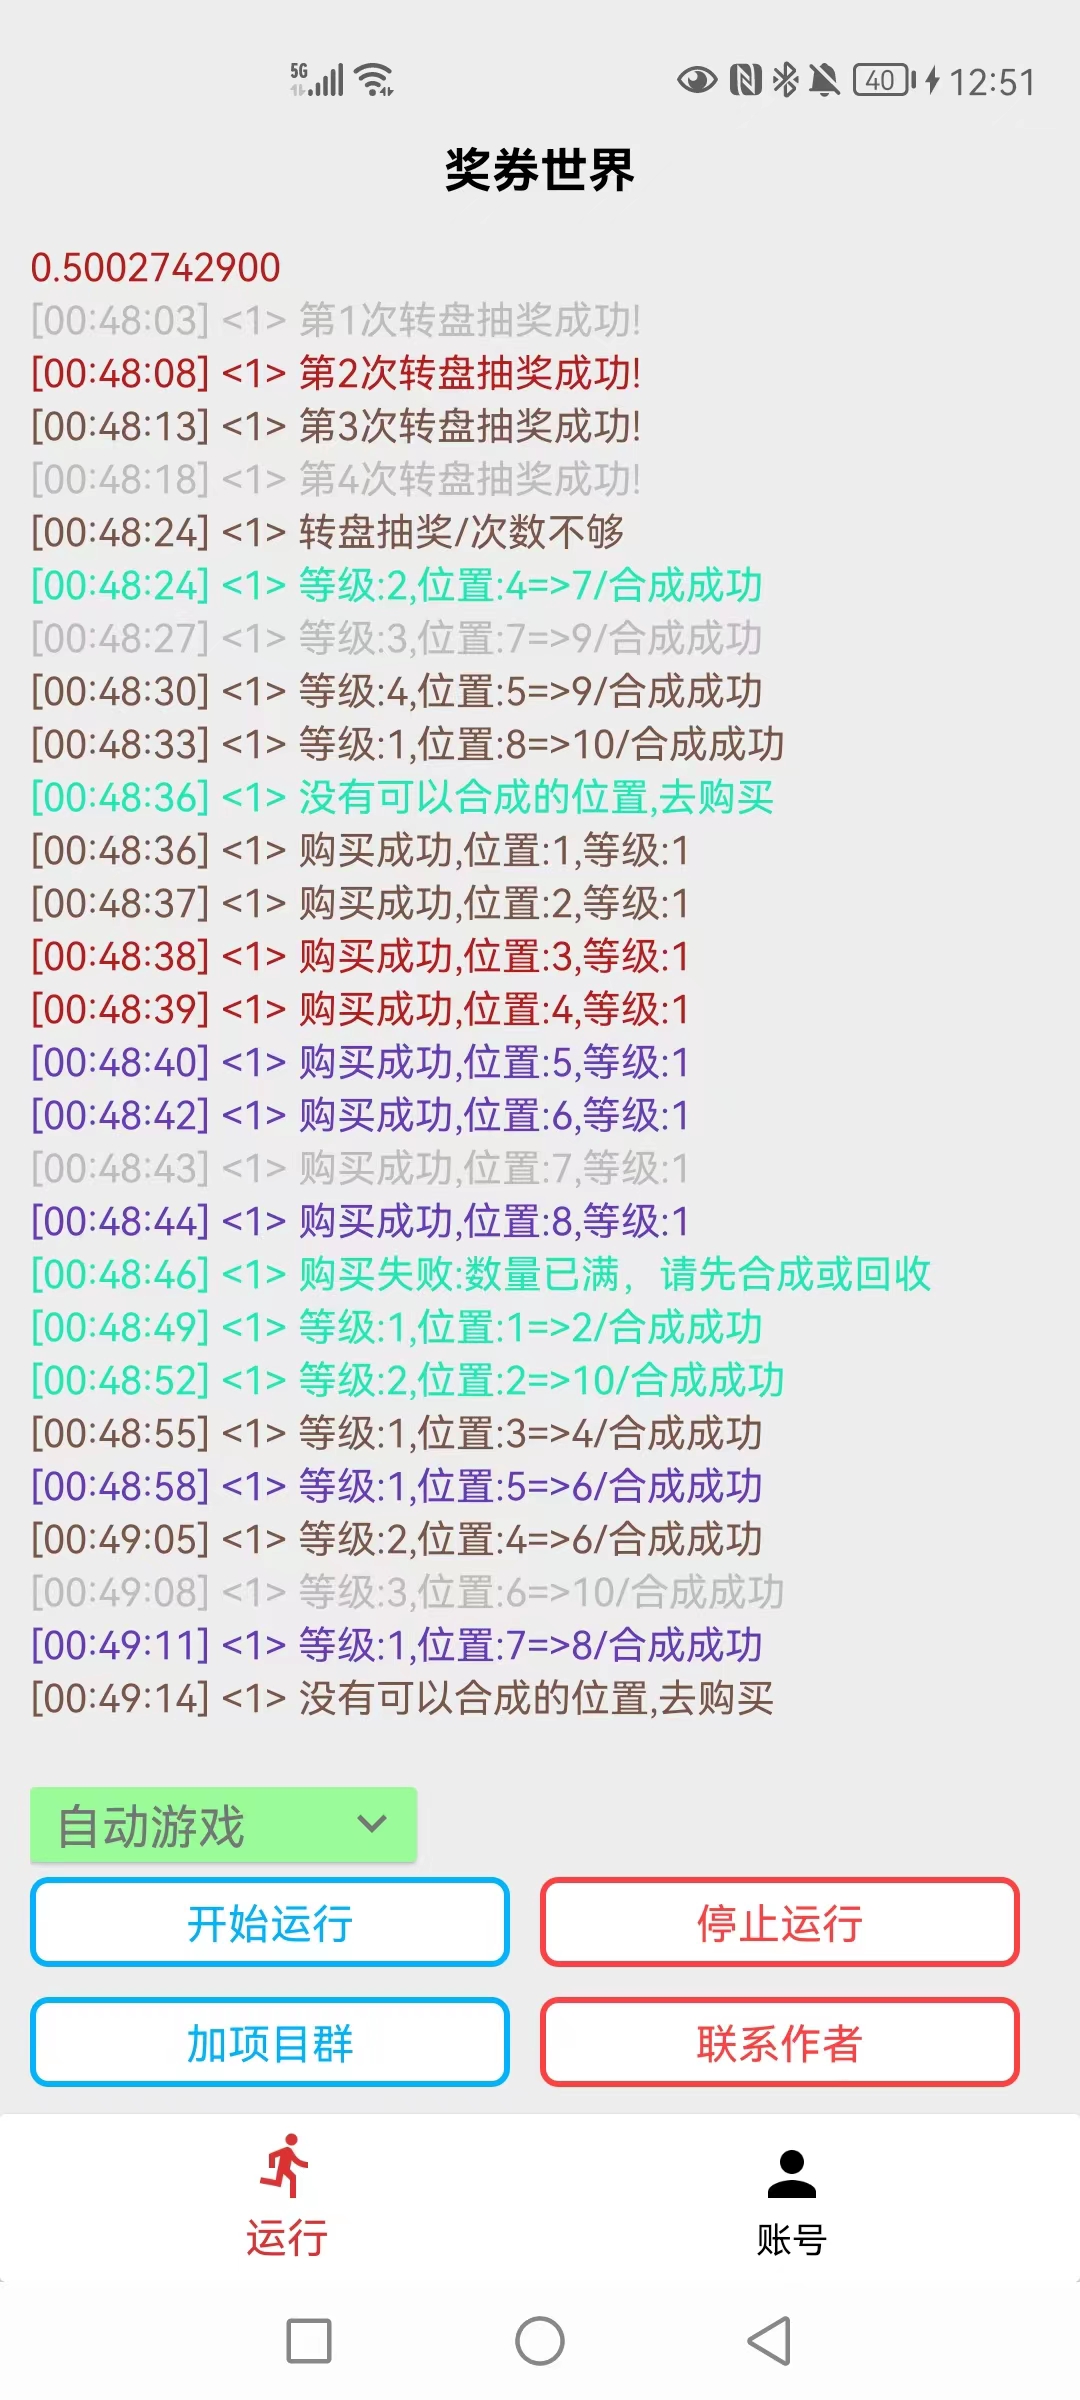 5G
40
12:51
奖券世界
0.5002742900
[00:48:03] <1> 第1次转盘抽奖成功!
[00:48:08] <1> 第2次转盘抽奖成功!
[00:48:13] <1> 第3次转盘抽奖成功!
[00:48:18] <1> 第4次转盘抽奖成功!
[00:48:24] <1> 转盘抽奖/次数不够
[00:48:24] <1> 等级:2,位置:4=>7/合成成功
[00:48:27] <1> 等级:3,位置:7=>9/合成成功
[00:48:30] <1> 等级:4,位置:5=>9/合成成功
[00:48:33] <1> 等级:1,位置:8=>10/合成成功
[00:48:36] <1> 没有可以合成的位置,去购买
[00:48:36] <1> 购买成功,位置:1,等级:1
[00:48:37] <1> 购买成功,位置:2,等级:1
[00:48:38] <1> 购买成功,位置:3,等级:1
[00:48:39] <1> 购买成功,位置:4,等级:1
[00:48:40] <1> 购买成功,位置:5,等级:1
[00:48:42] <1> 购买成功,位置:6,等级:1
[00:48:43] <1> 购买成功,位置:7,等级:1
[00:48:44] <1> 购买成功,位置:8,等级:1
[00:48:46] <1> 购买失败:数量已满，请先合成或回收
[00:48:49] <1> 等级:1,位置:1=>2/合成成功
[00:48:52] <1> 等级:2,位置:2=>10/合成成功
[00:48:55] <1> 等级:1,位置:3=>4/合成成功
[00:48:58] <1> 等级:1,位置:5=>6/合成成功
[00:49:05] <1> 等级:2,位置:4=>6/合成成功
[00:49:08] <1> 等级:3,位置:6=>10/合成成功
[00:49:11] <1> 等级:1,位置:7=>8/合成成功
[00:49:14] <1> 没有可以合成的位置,去购买
自动游戏
开始运行
停止运行
加项目群
联系作者
运行
账号